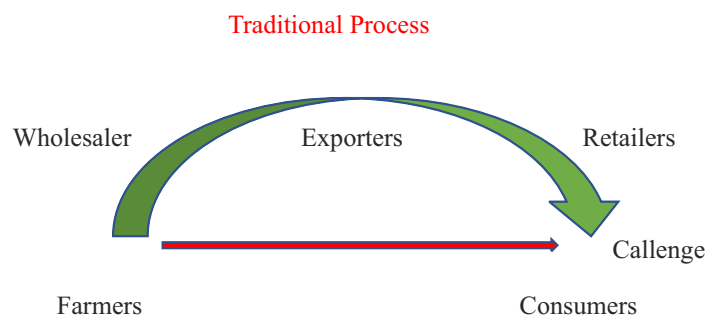 Traditional Process
Wholesaler
Exporters
Retailers
Callenge
Farmers
Consumers